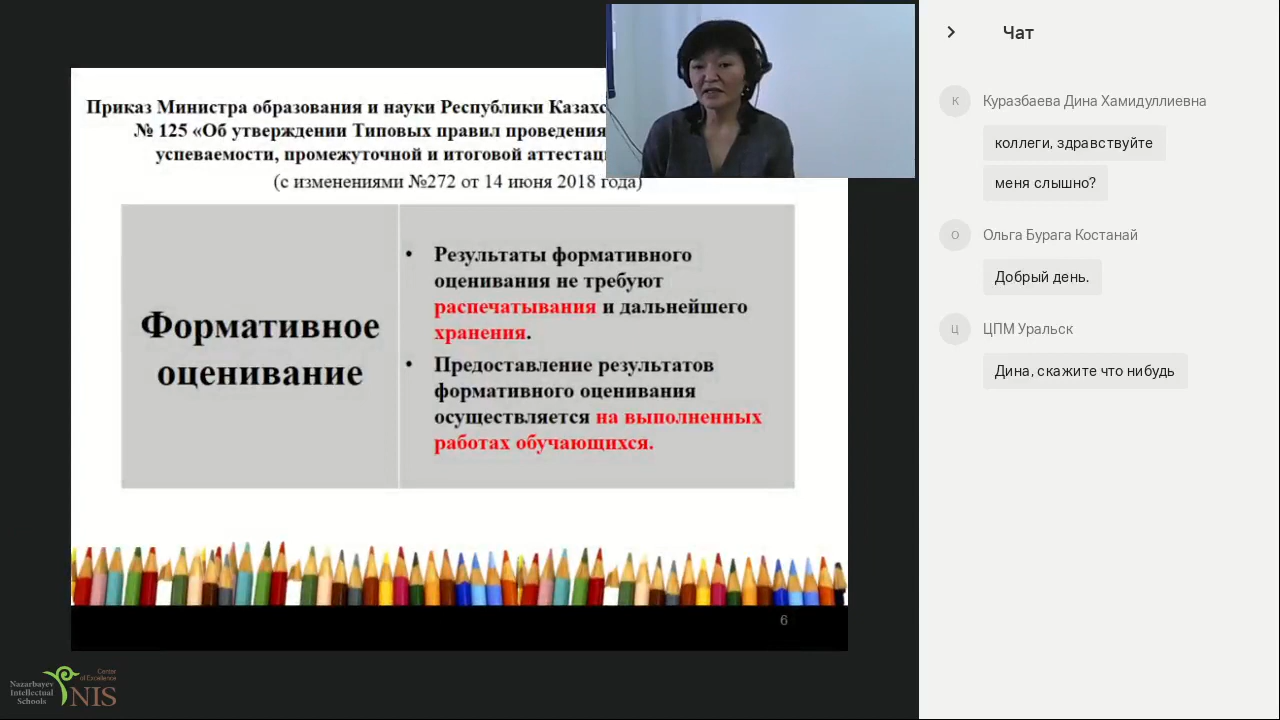 Приказ Министра образования и науки Республики
№ 125 «Об утверждении Типовых правил проведения
успеваемости, промежуточной и итоговой
(с изменениями №272 от 14 июня 2018 года)
Формативное
оценивание
• Результаты формативного
оценивания не требуют
распечатывания и дальнейшего
хранения.
• Предоставление результатов
формативного оценивания
осуществляется на выполненных
работах обучающихся.
6
Nazarbayev
Intellectual
Schools
Center
of Excellence
NIS
Чат
К
Куразбаева Дина Хамидуллиевна
коллеги, здравствуйте
меня слышно?
О
Ольга Бурага Костанай
Добрый день.
Ц
ЦПМ Уральск
Дина, скажите что нибудь